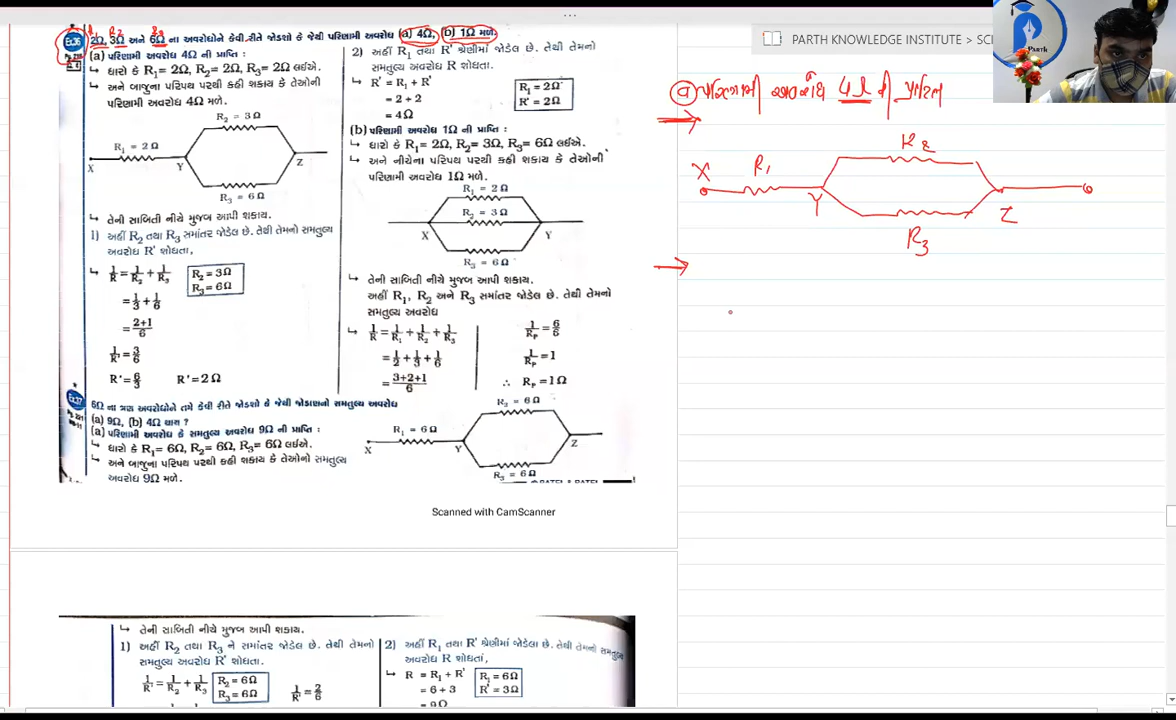 PARTH KNOWLEDGE INSTITUTE > SC
Parth
Ex.36 2Ω, 3Ω અને 6Ω ના અવરોધોને કેવી રીતે જોડશો કે જેથી પરિણામી અવરોધ (a) 4Ω, (b) 1Ω મળે.
(a) પરિણામી અવરોધ 4Ω ની પ્રાપ્તિ :
↳ ધારો કે R₁= 2Ω, R₂= 2Ω, R₃= 2Ω લઈએ.
↳ અને બાજુના પરિપથ પરથી કહી શકાય કે તેઓની
પરિણામી અવરોધ 4Ω મળે.
R₂ = 3Ω
R₁ = 2Ω
X
Y
Z
R₃ = 6Ω
↳ તેની સાબિતી નીચે મુજબ આપી શકાય.
1) અહીં R₂ તથા R₃ સમાંતર જોડેલ છે. તેથી તેમનો સમતુલ્ય
અવરોધ R' શોધતા,
↳ 1/R' = 1/R₂ + 1/R₃
R₂ = 3Ω
R₃ = 6Ω
= 1/3 + 1/6
= 2+1/6
1/R' = 3/6
R' = 6/3 R' = 2Ω
2) અહીં R₁ તથા R' શ્રેણીમાં જોડેલ છે. તેથી તેમનો
સમતુલ્ય અવરોધ R શોધતા.
↳ R' = R₁ + R'
= 2 + 2
= 4Ω
R₁ = 2Ω
R' = 2Ω
(b) પરિણામી અવરોધ 1Ω ની પ્રાપ્તિ :
↳ ધારો કે R₁= 2Ω, R₂= 3Ω, R₃= 6Ω લઈએ.
↳ અને નીચેના પરિપથ પરથી કહી શકાય કે તેઓની
પરિણામી અવરોધ 1Ω મળે.
R₁ = 2Ω
R₂ = 3Ω
X
Y
R₃ = 6Ω
↳ તેની સાબિતી નીચે મુજબ આપી શકાય.
અહીં R₁, R₂ અને R₃ સમાંતર જોડેલ છે. તેથી તેમનો
સમતુલ્ય અવરોધ
↳ 1/R = 1/R₁ + 1/R₂ + 1/R₃
= 1/2 + 1/3 + 1/6
= 3+2+1/6
1/Rₚ = 6/6
1/Rₚ = 1
∴ Rₚ = 1Ω
Ex.37 6Ω ના ત્રણ અવરોધોને તમે કેવી રીતે જોડશો કે જેથી જોડાણનો સમતુલ્ય અવરોધ
(a) 9Ω, (b) 4Ω થાય ?
(a) પરિણામી અવરોધ કે સમતુલ્ય અવરોધ 9Ω ની પ્રાપ્તિ :
↳ ધારો કે R₁= 6Ω, R₂= 6Ω, R₃= 6Ω લઈએ.
↳ અને બાજુના પરિપથ પરથી કહી શકાય કે તેઓનો સમતુલ્ય
અવરોધ 9Ω મળે.
R₂ = 6Ω
R₁ = 6Ω
X
Y
Z
R₃ = 6Ω
Scanned with CamScanner
↳ તેની સાબિતી નીચે મુજબ આપી શકાય.
1) અહીં R₂ તથા R₃ ને સમાંતર જોડેલ છે. તેથી તેમનો
સમતુલ્ય અવરોધ R' શોધતા.
1/R' = 1/R₂ + 1/R₃
R₂ = 6Ω
R₃ = 6Ω
1/R' = 2/6
2) અહીં R₁ તથા R' શ્રેણીમાં જોડેલા છે. તેથી તેમનો સમતુલ્ય
અવરોધ R શોધતાં,
↳ R = R₁ + R'
= 6 + 3
= 9Ω
R₁ = 6Ω
R' = 3Ω
(a) પરિણામી અવરોધ 4Ω ની પ્રાપ્તિ
X
R₁
Y
R₂
R₃
Z